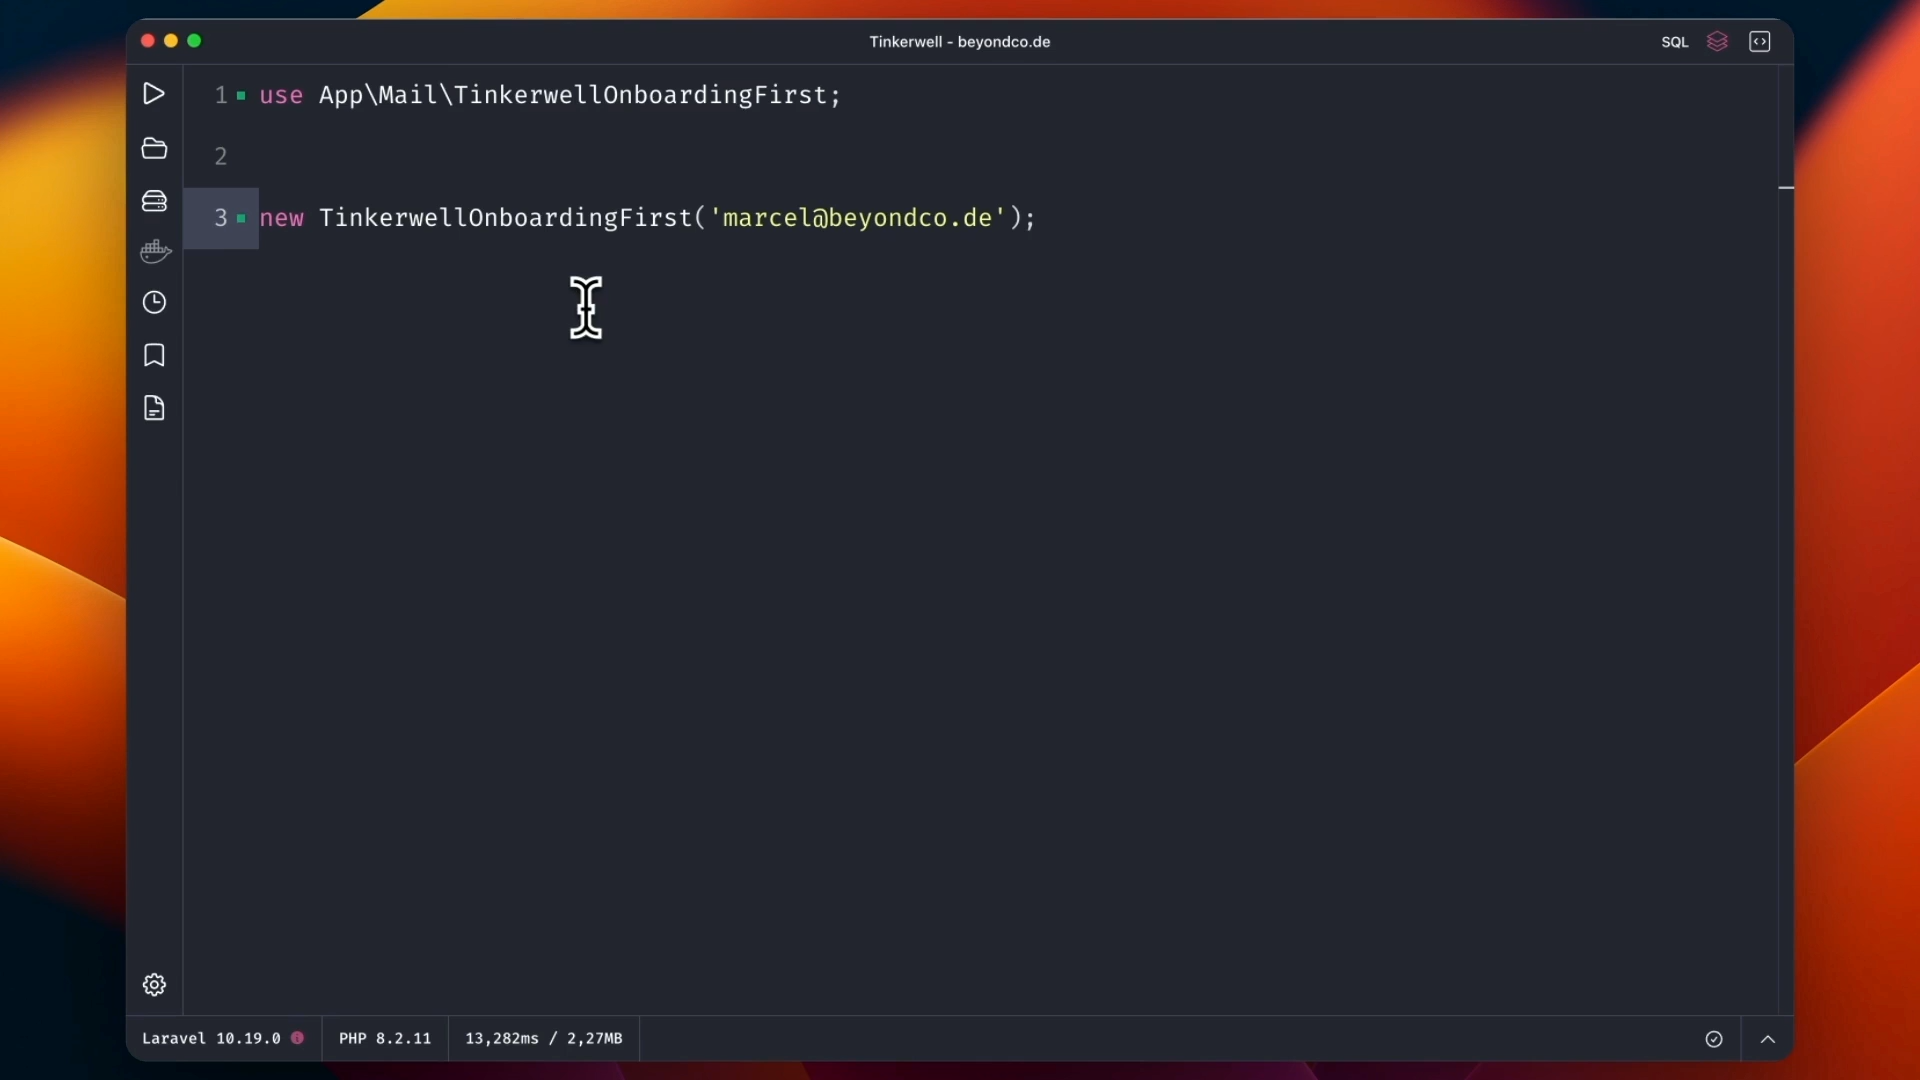 Tinkerwell - beyondco.de
SQL
1 use App\Mail\TinkerwellOnboardingFirst;
2
3 new TinkerwellOnboardingFirst('marcel@beyondco.de');
Laravel 10.19.0
PHP 8.2.11
13,282ms / 2,27MB